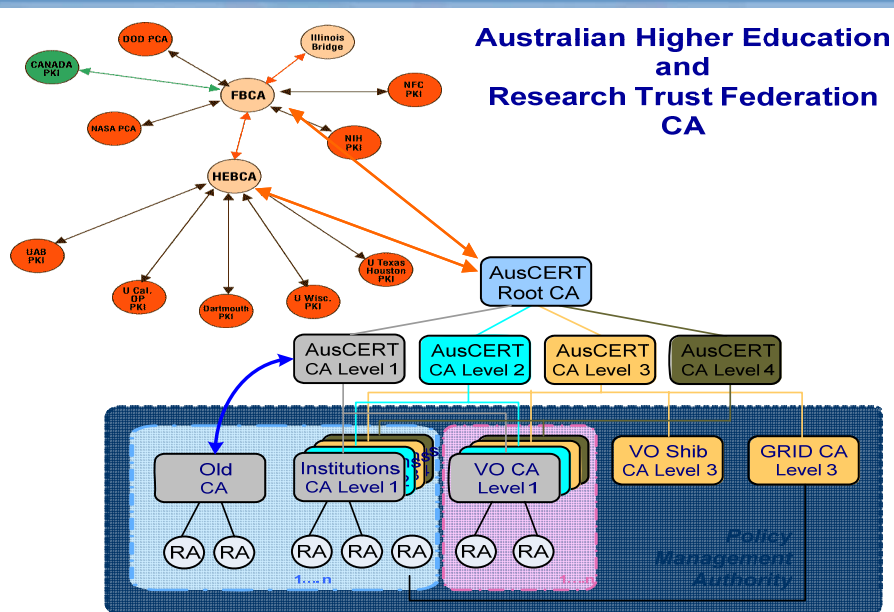 Australian Higher Education
and
Research Trust Federation
CA
DOD PCA
Illinois
Bridge
CANADA
PKI
FBCA
NFC
PKI
NASA PCA
NIH
PKI
HEBCA
UAB
PKI
U Texas
Houston
PKI
U Cal.
OP
PKI
Dartmouth
PKI
U Wisc.
PKI
AusCERT
Root CA
AusCERT
CA Level 1
AusCERT
CA Level 2
AusCERT
CA Level 3
AusCERT
CA Level 4
Old
CA
Institutions
CA Level 1
VO CA
Level 1
VO Shib
CA Level 3
GRID CA
Level 3
RA
RA
RA
RA
RA
RA
RA
Policy
Management
Authority
1....n
1....n